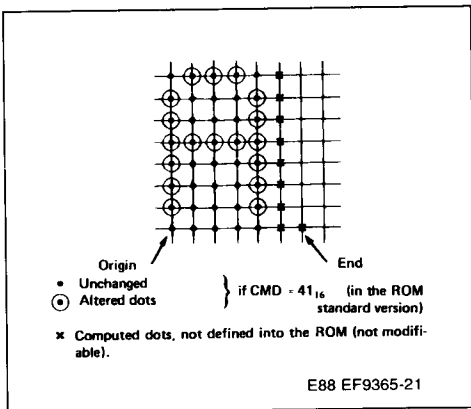 Origin
End
• Unchanged
⊙ Altered dots
} if CMD = 41₁₆ (in the ROM
standard version)
× Computed dots, not defined into the ROM (not modifi-
able).
E88 EF9365-21